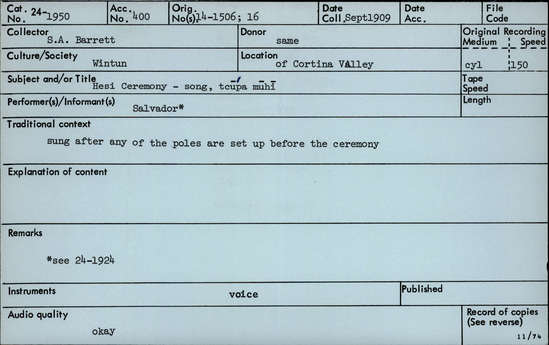 Cat. 24-1950 Acc. No. 400 Orig. No(s). 14-1506; 16 Date Coll. Sept1909 Date Acc. File Code
No.
Collector S.A. Barrett Donor same Original Recording
Medium Speed
Culture/Society Wintun Location of Cortina Valley cyl 150
Subject and/or Title Hesi Ceremony - song, tcupa mūhī Tape Speed
Performer(s)/Informant(s) Salvador* Length
Traditional context
sung after any of the poles are set up before the ceremony
Explanation of content
Remarks
*see 24-1924
Instruments voice Published
Audio quality okay Record of copies
(See reverse)
11/74